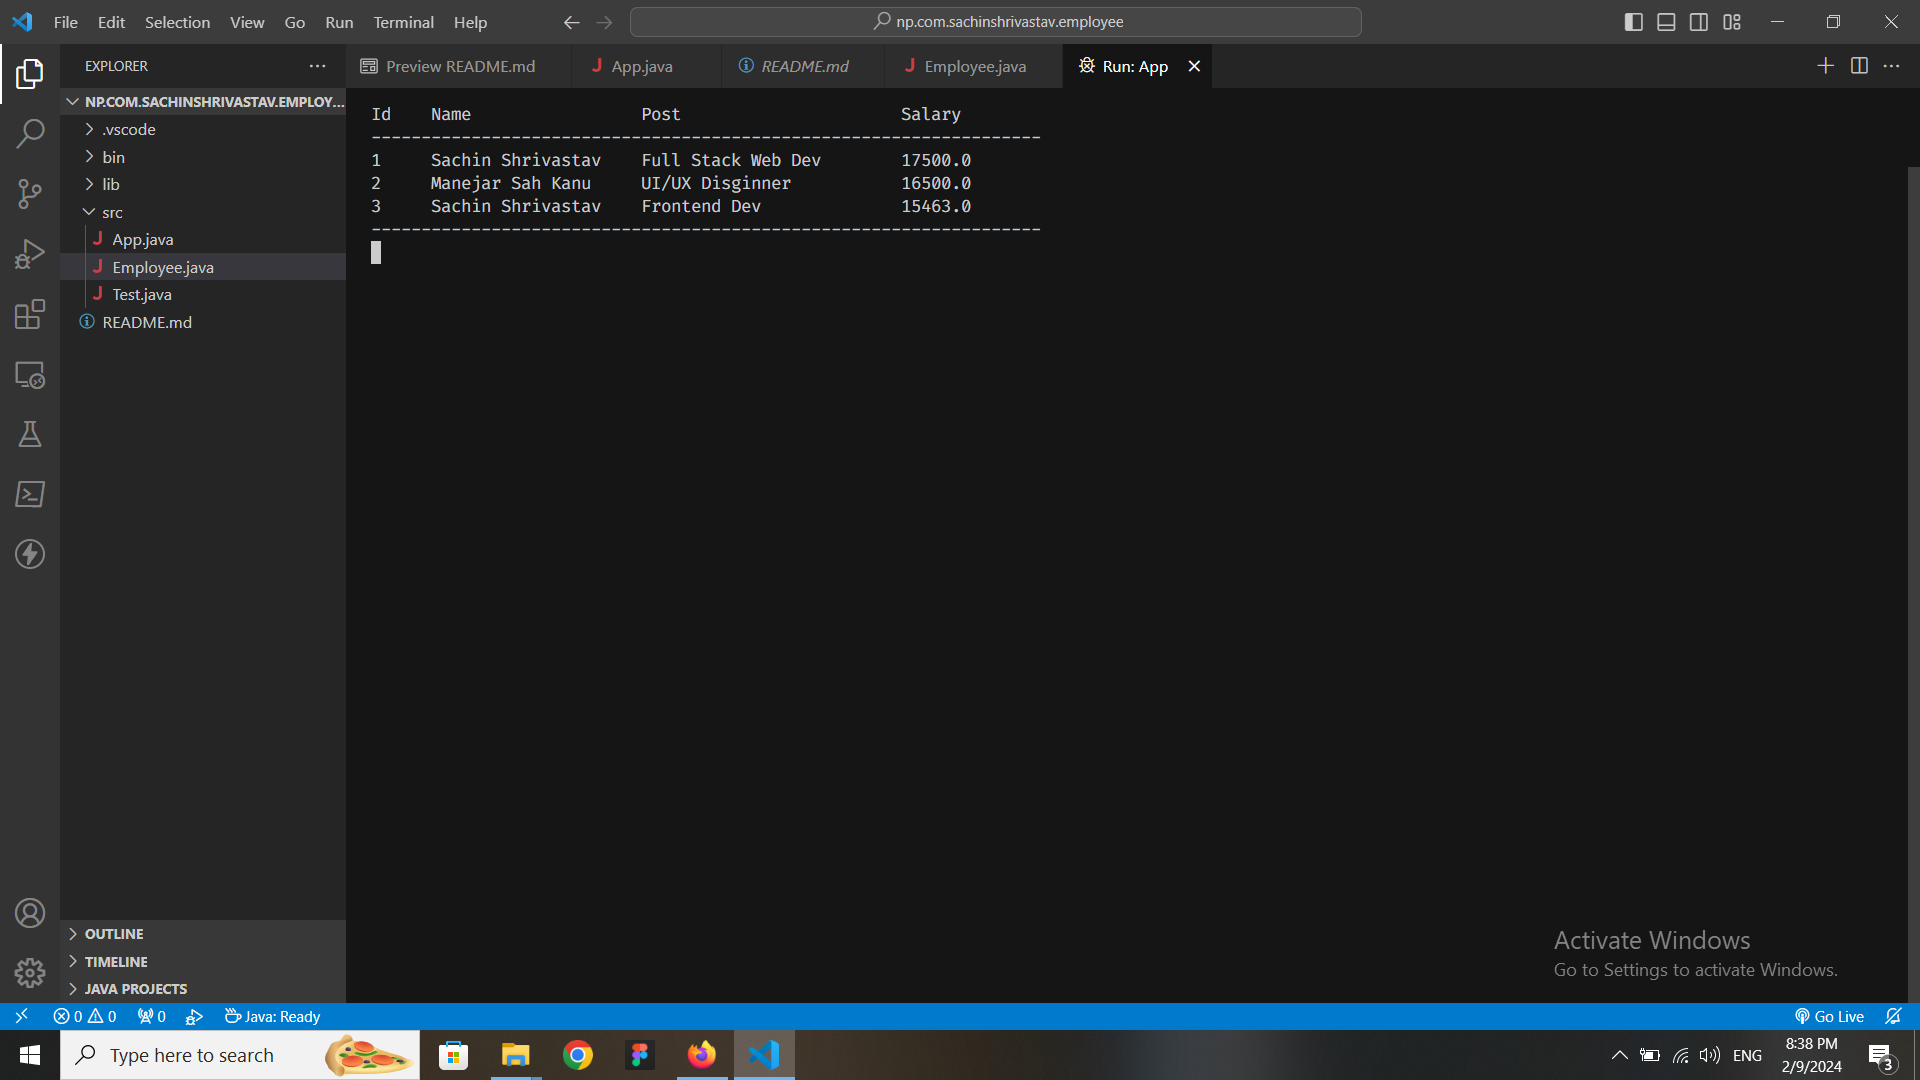 File Edit Selection View Go Run Terminal Help
np.com.sachinshrivastav.employee
EXPLORER
Preview README.md
App.java
README.md
Employee.java
Run: App
NP.COM.SACHINSHRIVASTAV.EMPLOY...
.vscode
bin
lib
src
App.java
Employee.java
Test.java
README.md
Id Name Post Salary
-------------------------------------------------------------------
1 Sachin Shrivastav Full Stack Web Dev 17500.0
2 Manejar Sah Kanu UI/UX Disginner 16500.0
3 Sachin Shrivastav Frontend Dev 15463.0
-------------------------------------------------------------------
OUTLINE
TIMELINE
JAVA PROJECTS
Activate Windows
Go to Settings to activate Windows.
0 0 0 Java: Ready
Go Live
Type here to search
ENG
8:38 PM
2/9/2024
3